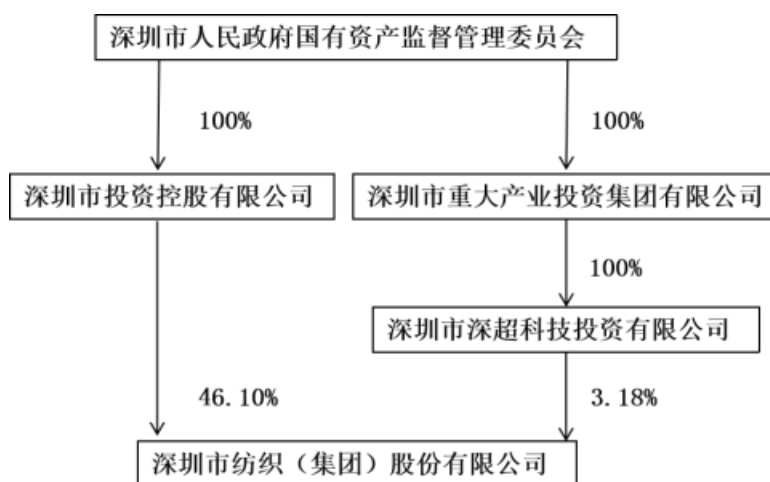 深圳市人民政府国有资产监督管理委员会
100%
100%
深圳市投资控股有限公司
深圳市重大产业投资集团有限公司
100%
深圳市深超科技投资有限公司
46.10%
3.18%
深圳市纺织（集团）股份有限公司